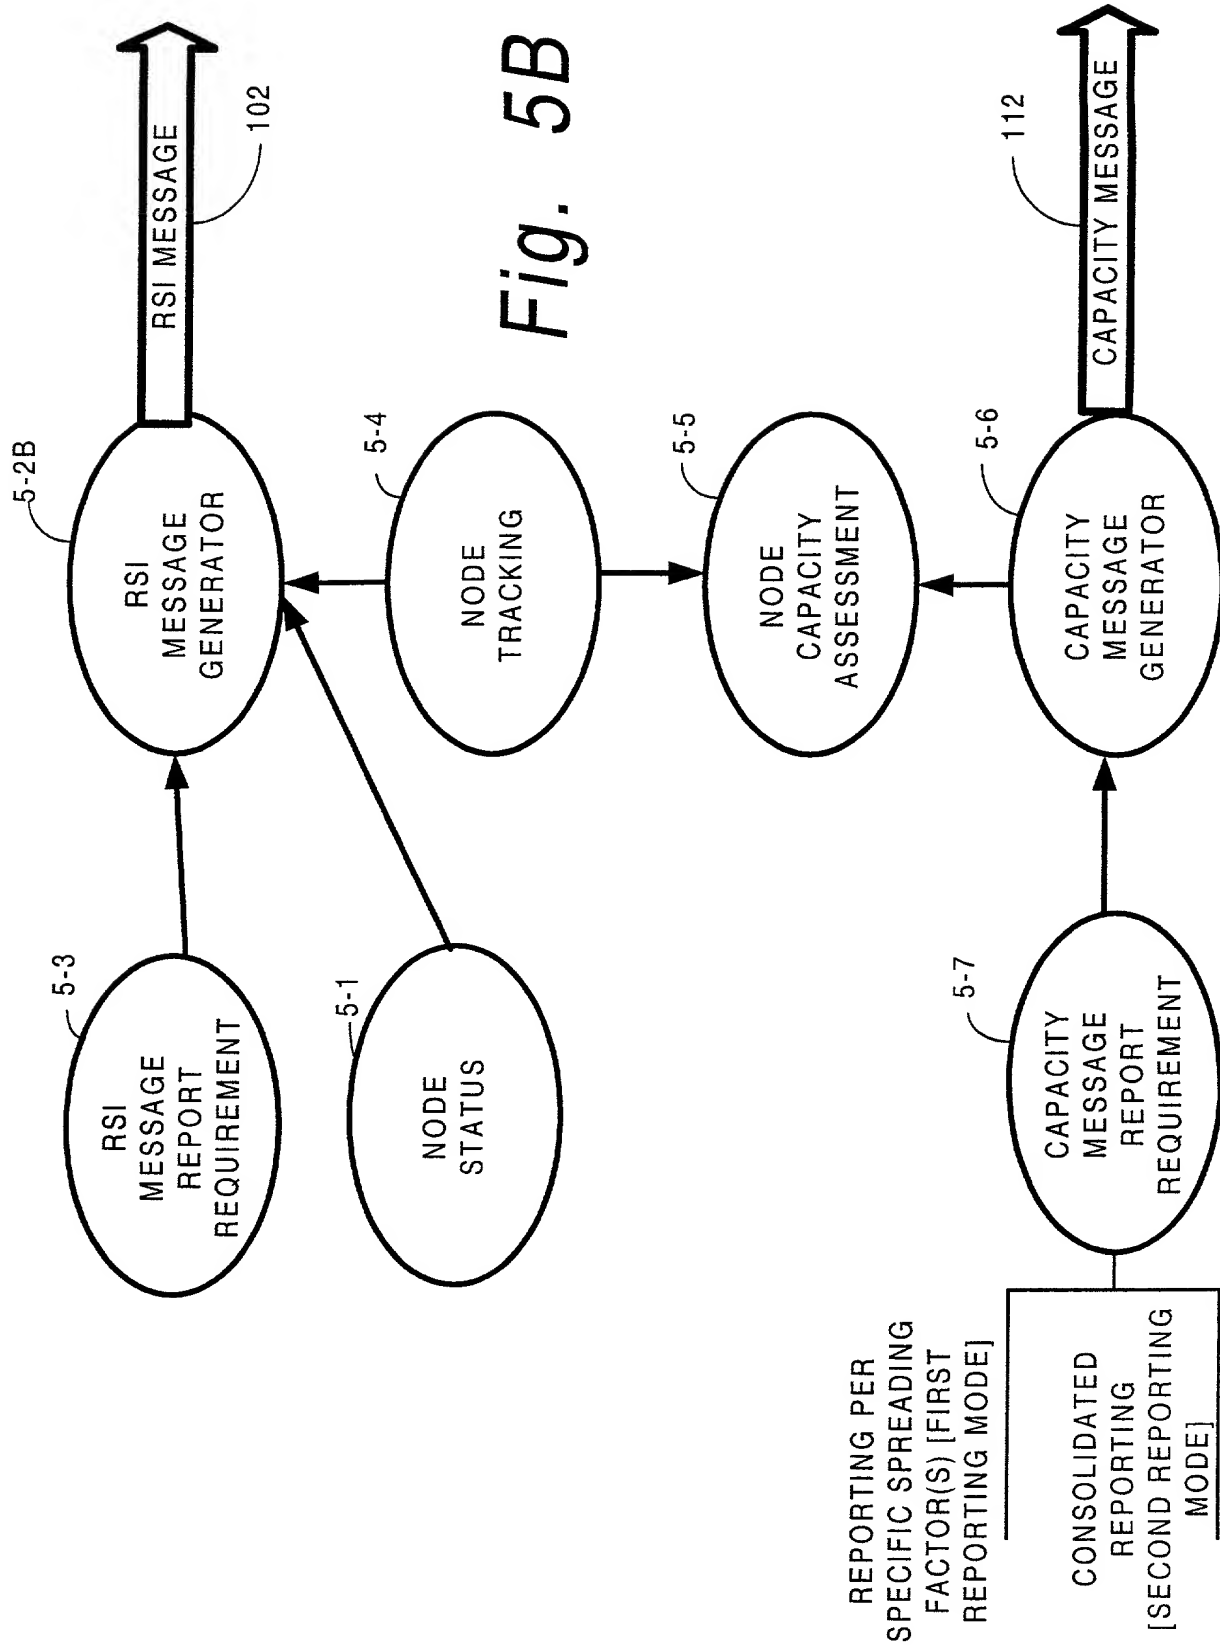 RSI MESSAGE
102
5-2B
RSI
MESSAGE
GENERATOR
5-3
RSI
MESSAGE
REPORT
REQUIREMENT
5-1
NODE
STATUS
5-4
NODE
TRACKING
Fig. 5B
5-5
NODE
CAPACITY
ASSESSMENT
5-6
CAPACITY
MESSAGE
GENERATOR
112
CAPACITY MESSAGE
5-7
CAPACITY
MESSAGE
REPORT
REQUIREMENT
REPORTING PER
SPECIFIC SPREADING
FACTOR(S) [FIRST
REPORTING MODE]
CONSOLIDATED
REPORTING
[SECOND REPORTING
MODE]